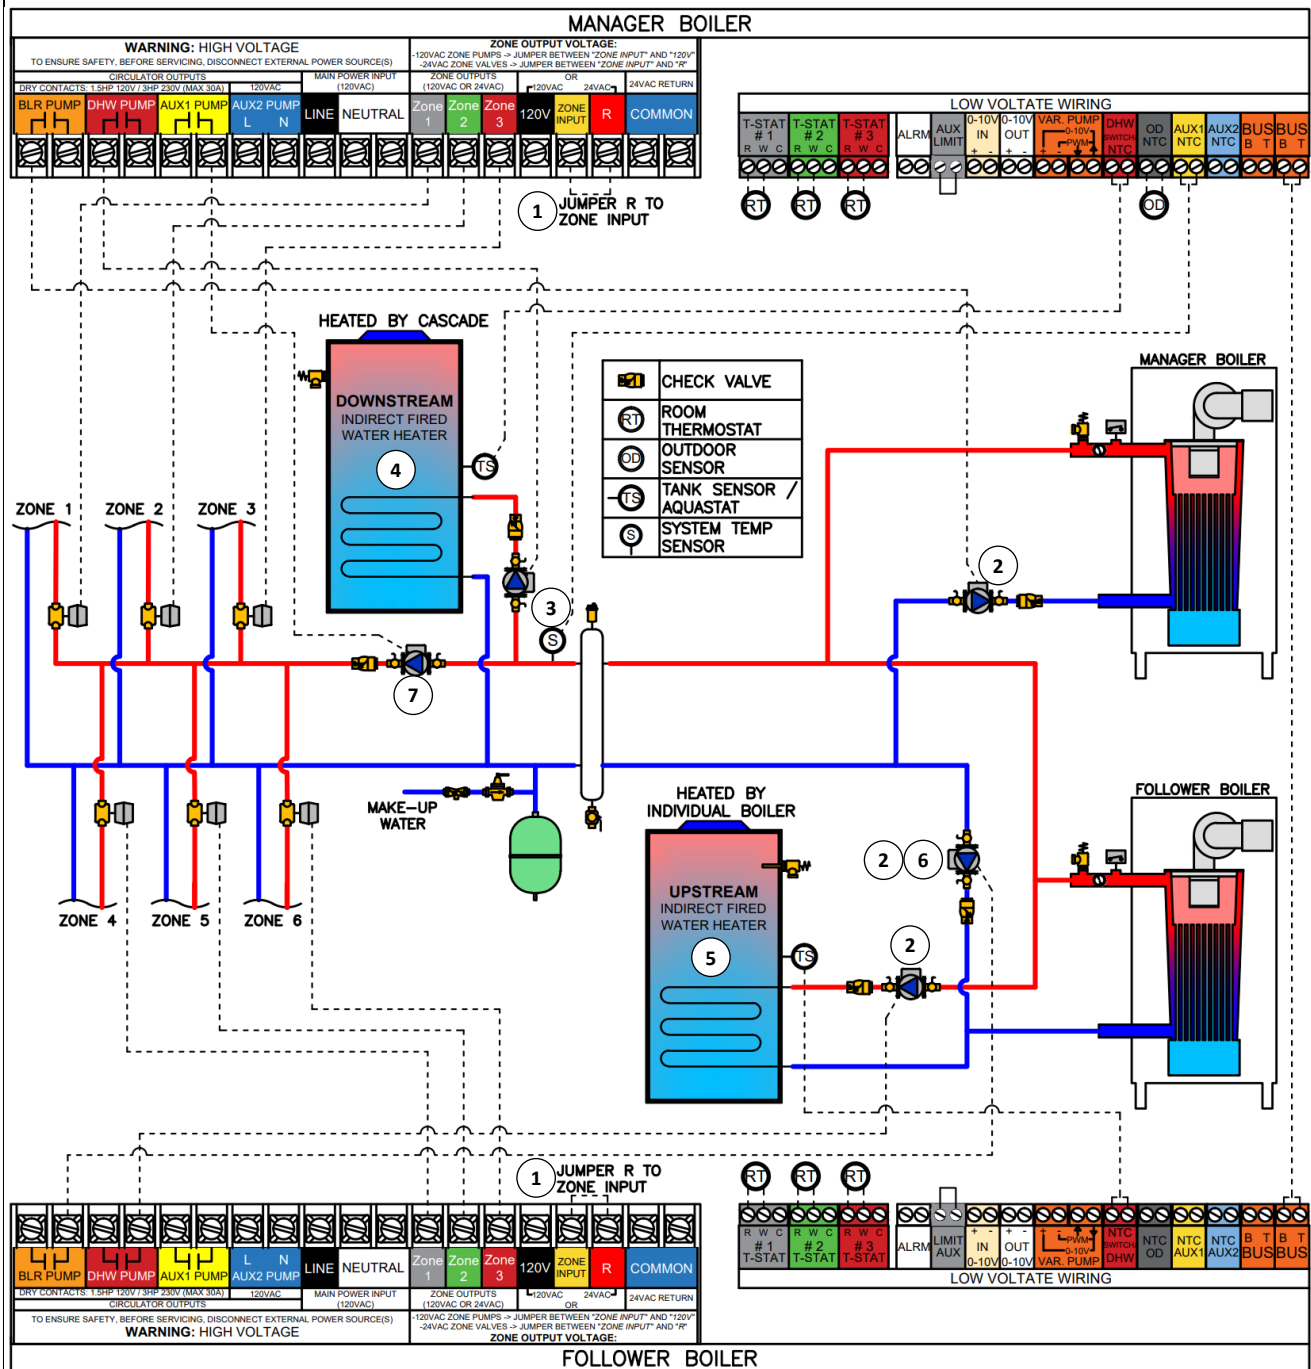 MANAGER BOILER
WARNING: HIGH VOLTAGE
TO ENSURE SAFETY, BEFORE SERVICING, DISCONNECT EXTERNAL POWER SOURCE(S)
ZONE OUTPUT VOLTAGE:
-120VAC ZONE PUMPS -> JUMPER BETWEEN "ZONE INPUT" AND "120V"
-24VAC ZONE VALVES -> JUMPER BETWEEN "ZONE INPUT" AND "R"
CIRCULATOR OUTPUTS
DRY CONTACTS: 1.5HP 120V / 3HP 230V (MAX 30A)
120VAC
MAIN POWER INPUT
(120VAC)
ZONE OUTPUTS
(120VAC OR 24VAC)
OR
120VAC 24VAC
24VAC RETURN
BLR PUMP
DHW PUMP
AUX1 PUMP
AUX2 PUMP
L N
LINE
NEUTRAL
Zone
1
Zone
2
Zone
3
120V
ZONE
INPUT
R
COMMON
LOW VOLTATE WIRING
T-STAT
# 1
R W C
T-STAT
# 2
R W C
T-STAT
# 3
R W C
ALRM
AUX
LIMIT
0-10V
IN
+ -
0-10V
OUT
+ -
VAR. PUMP
0-10V
PWM
+ -
DHW
SWITCH/
NTC
OD
NTC
AUX1
NTC
AUX2
NTC
BUS
B T
BUS
B T
RT
RT
RT
OD
1
JUMPER R TO
ZONE INPUT
HEATED BY CASCADE
DOWNSTREAM
INDIRECT FIRED
WATER HEATER
4
TS
CHECK VALVE
RT
ROOM
THERMOSTAT
OD
OUTDOOR
SENSOR
TS
TANK SENSOR /
AQUASTAT
S
SYSTEM TEMP
SENSOR
MANAGER BOILER
ZONE 1
ZONE 2
ZONE 3
2
3
S
7
MAKE-UP
WATER
HEATED BY
INDIVIDUAL BOILER
FOLLOWER BOILER
2
6
UPSTREAM
INDIRECT FIRED
WATER HEATER
5
TS
2
ZONE 4
ZONE 5
ZONE 6
1
JUMPER R TO
ZONE INPUT
RT
RT
RT
BLR PUMP
DHW PUMP
AUX1 PUMP
L N
AUX2 PUMP
LINE
NEUTRAL
Zone
1
Zone
2
Zone
3
120V
ZONE
INPUT
R
COMMON
R W C
# 1
T-STAT
R W C
# 2
T-STAT
R W C
# 3
T-STAT
ALRM
LIMIT
AUX
+ -
IN
0-10V
+ -
OUT
0-10V
+ -
PWM
0-10V
VAR. PUMP
NTC
SWITCH/
DHW
NTC
OD
NTC
AUX1
NTC
AUX2
B T
BUS
B T
BUS
LOW VOLTATE WIRING
DRY CONTACTS: 1.5HP 120V / 3HP 230V (MAX 30A)
CIRCULATOR OUTPUTS
120VAC
MAIN POWER INPUT
(120VAC)
ZONE OUTPUTS
(120VAC OR 24VAC)
120VAC 24VAC
OR
24VAC RETURN
TO ENSURE SAFETY, BEFORE SERVICING, DISCONNECT EXTERNAL POWER SOURCE(S)
WARNING: HIGH VOLTAGE
-120VAC ZONE PUMPS -> JUMPER BETWEEN "ZONE INPUT" AND "120V"
-24VAC ZONE VALVES -> JUMPER BETWEEN "ZONE INPUT" AND "R"
ZONE OUTPUT VOLTAGE:
FOLLOWER BOILER